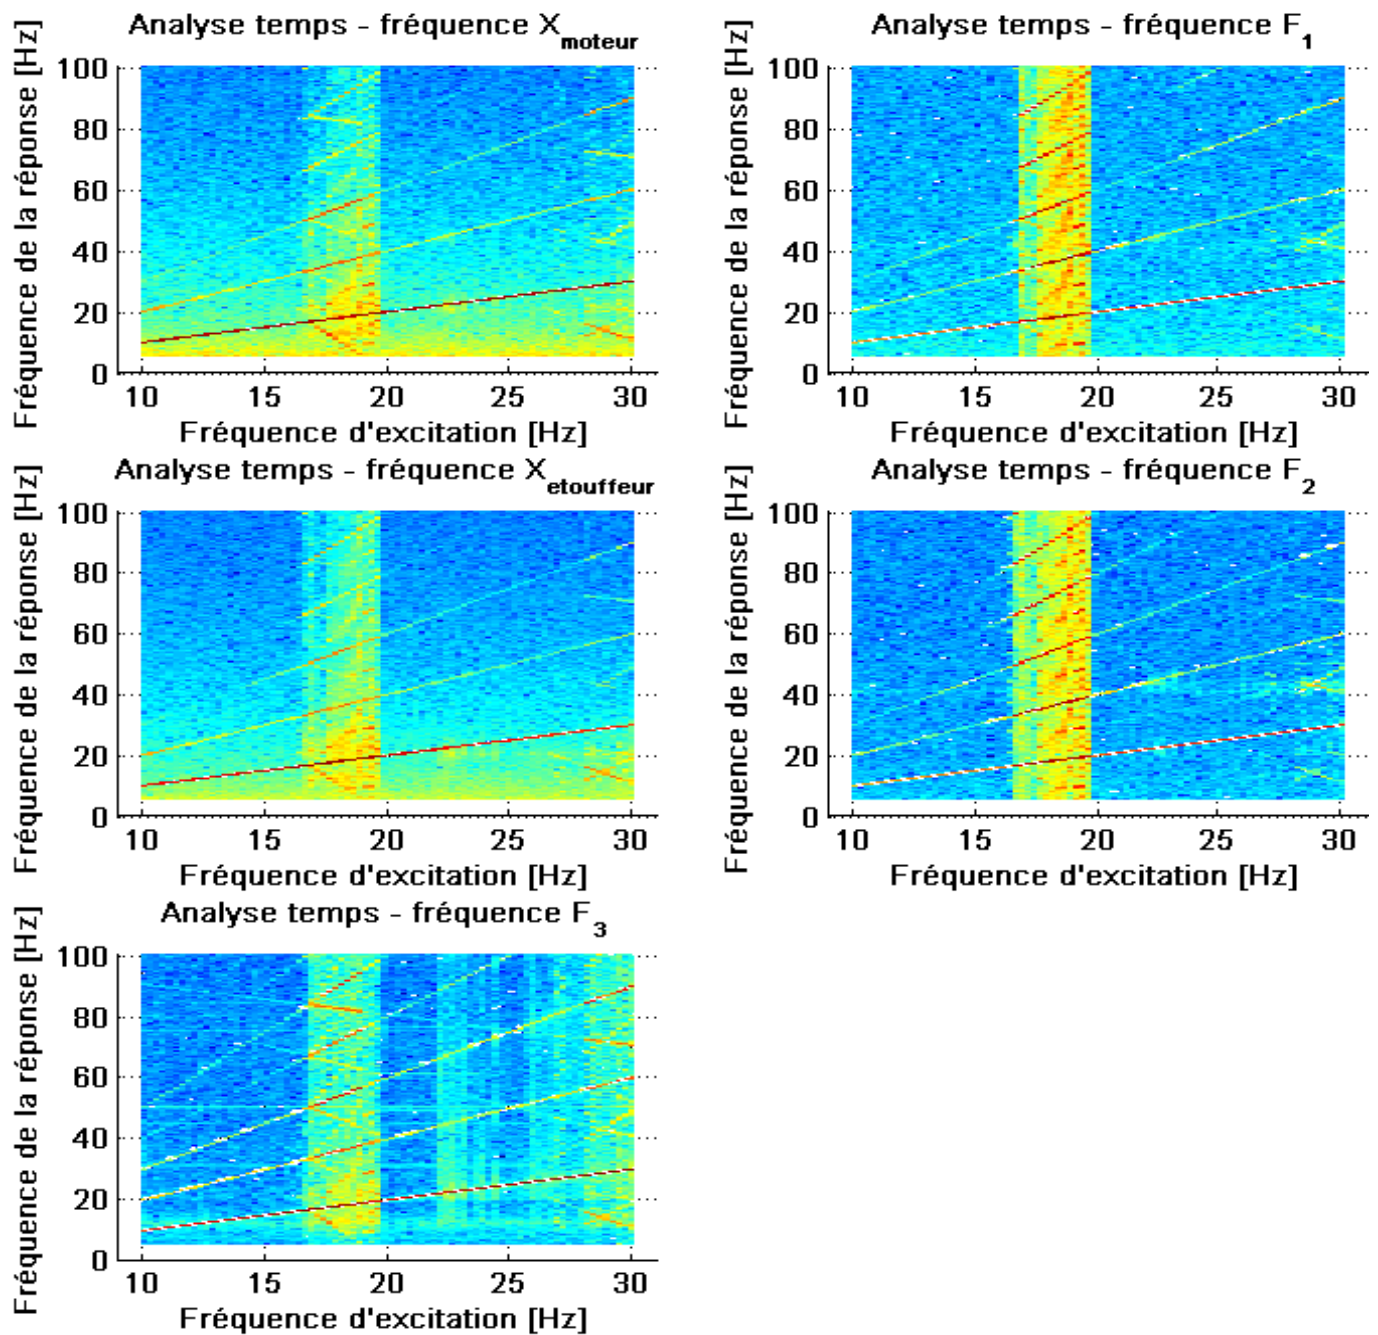 Analyse temps - fréquence X moteur
Fréquence de la réponse [Hz]
100
80
60
40
20
0
10 15 20 25 30
Fréquence d'excitation [Hz]
Analyse temps - fréquence F 1
Fréquence de la réponse [Hz]
100
80
60
40
20
0
10 15 20 25 30
Fréquence d'excitation [Hz]
Analyse temps - fréquence X etouffeur
Fréquence de la réponse [Hz]
100
80
60
40
20
0
10 15 20 25 30
Fréquence d'excitation [Hz]
Analyse temps - fréquence F 2
Fréquence de la réponse [Hz]
100
80
60
40
20
0
10 15 20 25 30
Fréquence d'excitation [Hz]
Analyse temps - fréquence F 3
Fréquence de la réponse [Hz]
100
80
60
40
20
0
10 15 20 25 30
Fréquence d'excitation [Hz]